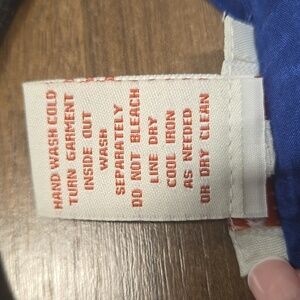 HAND WASH COLD
TURN GARMENT
INSIDE OUT
WASH
SEPARATELY
DO NOT BLEACH
LINE DRY
COOL IRON
AS NEEDED
OR DRY CLEAN